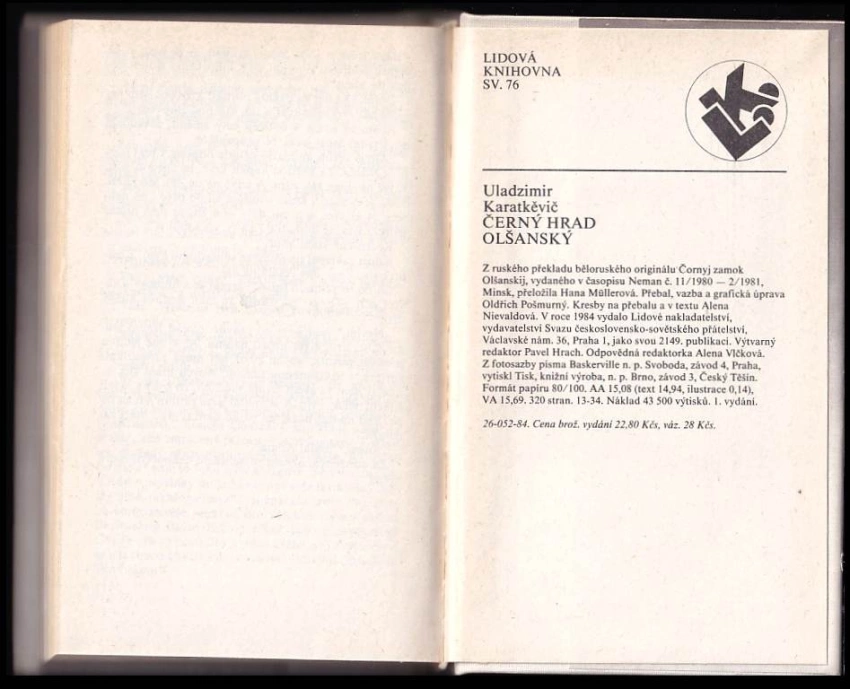 LIDOVÁ
KNIHOVNA
SV. 76
Uladzimir
Karatkěvič
ČERNÝ HRAD
OLŠANSKÝ
Z ruského překladu běloruského originálu Čornyj zamok
Olšanskij, vydaného v časopisu Neman č. 11/1980 — 2/1981,
Minsk, přeložila Hana Müllerová. Přebal, vazba a grafická úprava
Oldřich Pošmurný. Kresby na přebalu a v textu Alena
Nievaldová. V roce 1984 vydalo Lidové nakladatelství,
vydavatelství Svazu československo-sovětského přátelství,
Václavské nám. 36, Praha 1, jako svou 2149. publikaci. Výtvarný
redaktor Pavel Hrach. Odpovědná redaktorka Alena Vlčková.
Z fotosazby písma Baskerville n. p. Svoboda, závod 4, Praha,
vytiskl Tisk, knižní výroba, n. p. Brno, závod 3, Český Těšín.
Formát papíru 80/100. AA 15,08 (text 14,94, ilustrace 0,14),
VA 15,69. 320 stran. 13-34. Náklad 43 500 výtisků. 1. vydání.
26-052-84. Cena brož. vydání 22,80 Kčs, váz. 28 Kčs.